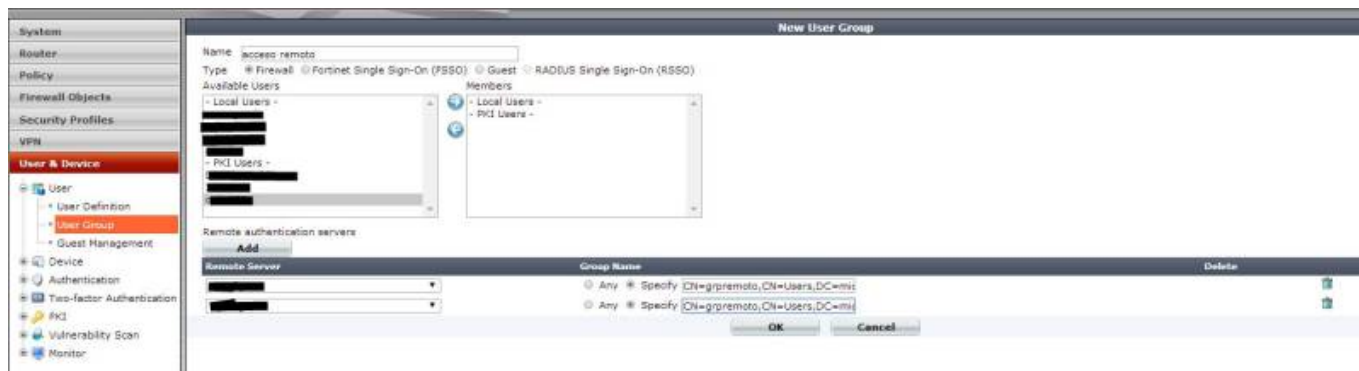 New User Group
System
Router
Policy
Firewall Objects
Security Profiles
VPN
User & Device
User
User Definition
User Group
Guest Management
Device
Authentication
Two-factor Authentication
PKI
Vulnerability Scan
Monitor
Name acceso remoto
Type Firewall Fortinet Single Sign-On (FSSO) Guest RADIUS Single Sign-On (RSSO)
Available Users Members
- Local Users -
- PKI Users -
- Local Users -
- PKI Users -
Remote authentication servers
Add
Remote Server Group Name Delete
Any Specify CN=grpremoto,CN=Users,DC=mic
Any Specify CN=grpremoto,CN=Users,DC=mic
OK Cancel